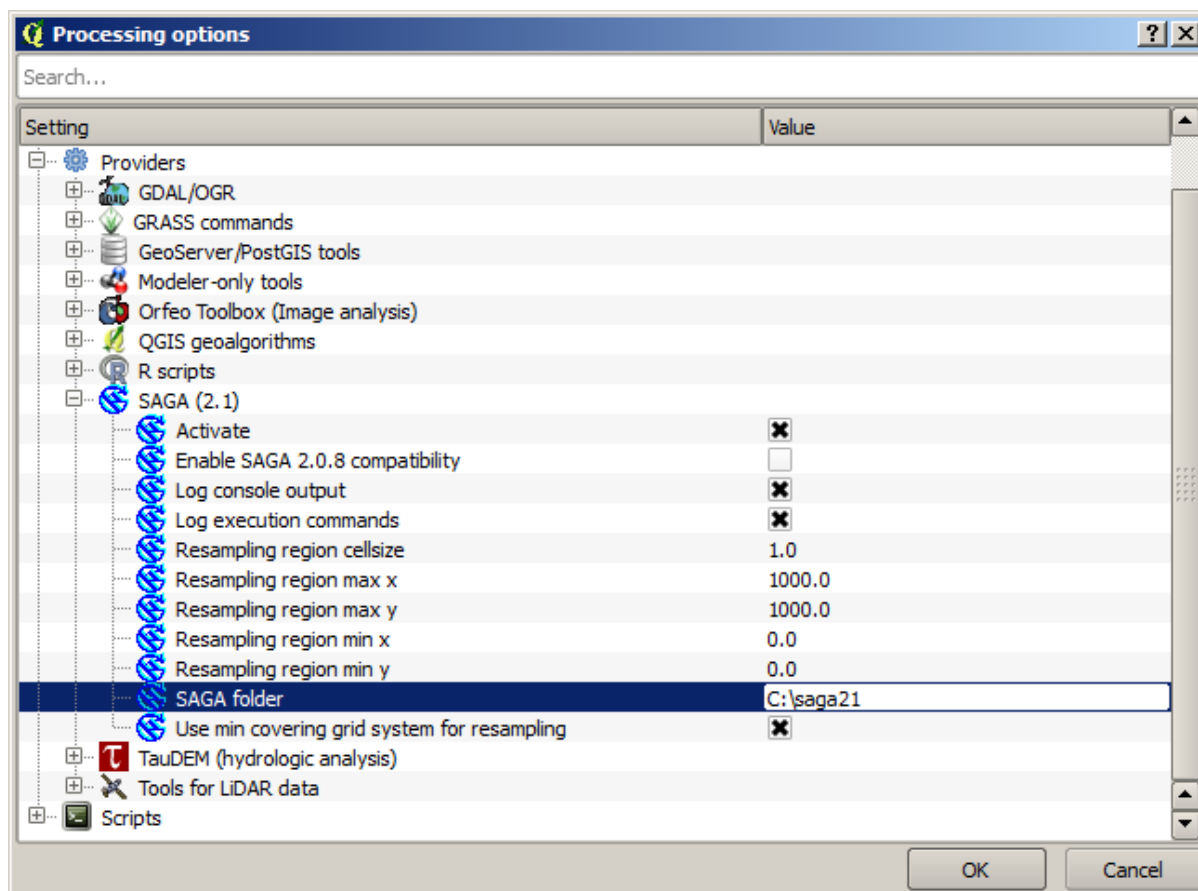 Processing options
Search...
Setting Value
Providers
GDAL/OGR
GRASS commands
GeoServer/PostGIS tools
Modeler-only tools
Orfeo Toolbox (Image analysis)
QGIS geoalgorithms
R scripts
SAGA (2.1)
Activate
Enable SAGA 2.0.8 compatibility
Log console output
Log execution commands
Resampling region cellsize 1.0
Resampling region max x 1000.0
Resampling region max y 1000.0
Resampling region min x 0.0
Resampling region min y 0.0
SAGA folder C:\saga21
Use min covering grid system for resampling
TauDEM (hydrologic analysis)
Tools for LiDAR data
Scripts
OK Cancel